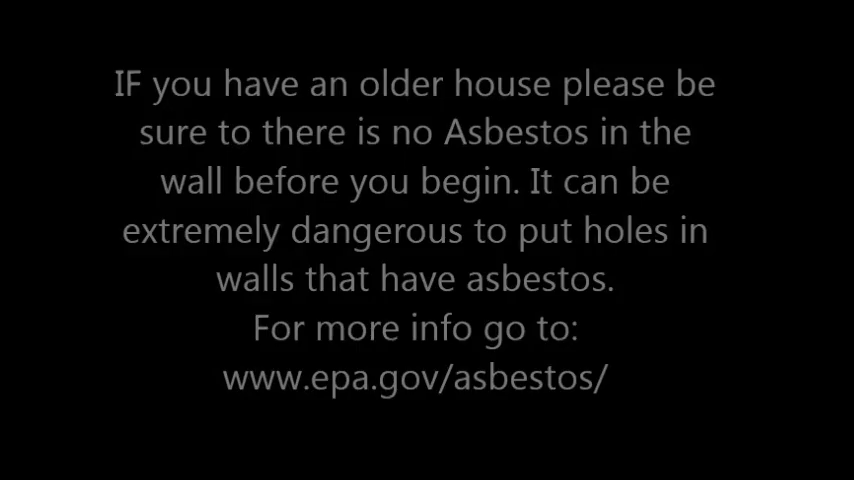 IF you have an older house please be
sure to there is no Asbestos in the
wall before you begin. It can be
extremely dangerous to put holes in
walls that have asbestos.
For more info go to:
www.epa.gov/asbestos/